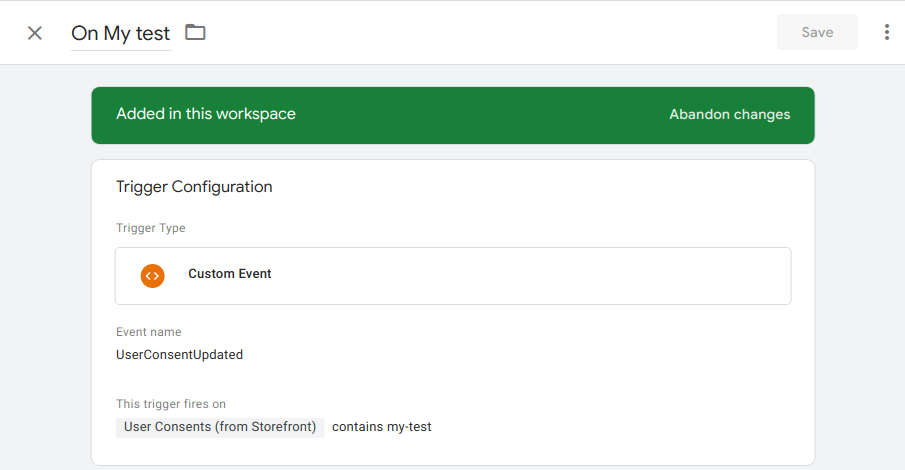 On My test
Save
Added in this workspace
Abandon changes
Trigger Configuration
Trigger Type
Custom Event
Event name
UserConsentUpdated
This trigger fires on
User Consents (from Storefront) contains my-test